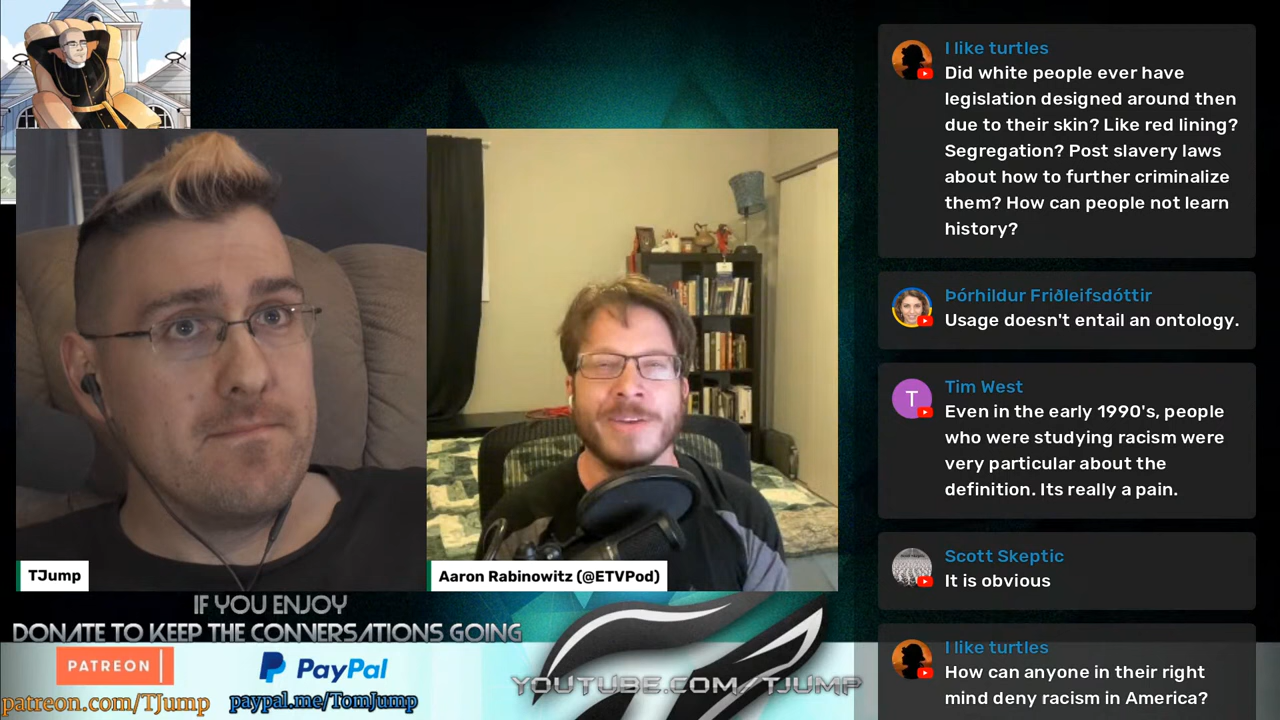 I like turtles
Did white people ever have
legislation designed around then
due to their skin? Like red lining?
Segregation? Post slavery laws
about how to further criminalize
them? How can people not learn
history?
Þórhildur Friðleifsdóttir
Usage doesn't entail an ontology.
T
Tim West
Even in the early 1990's, people
who were studying racism were
very particular about the
definition. Its really a pain.
Scott Skeptic
It is obvious
I like turtles
How can anyone in their right
mind deny racism in America?
TJump
Aaron Rabinowitz (@ETVPod)
IF YOU ENJOY
DONATE TO KEEP THE CONVERSATIONS GOING
PATREON
PayPal
patreon.com/TJump
paypal.me/TomJump
YOUTUBE.COM/TJUMP